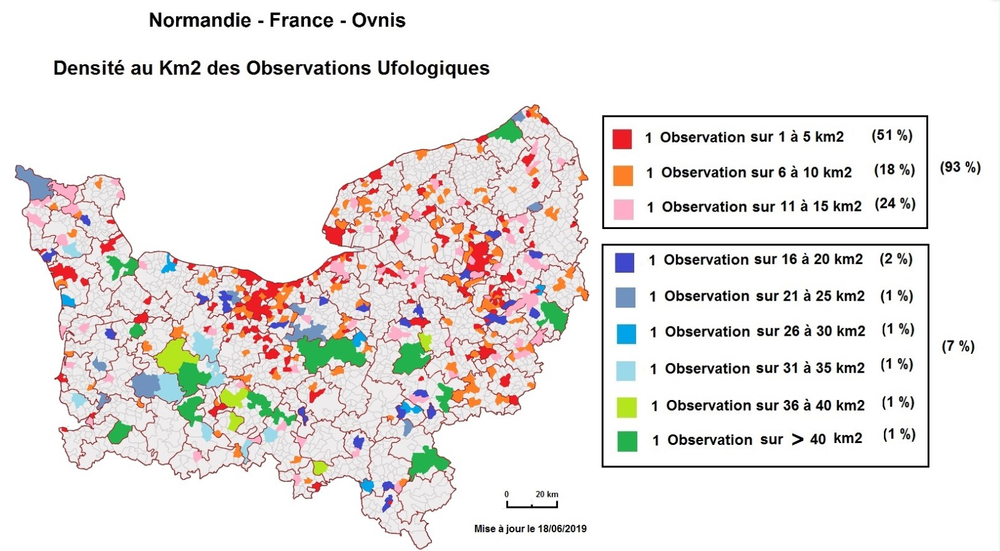 Normandie - France - Ovnis
Densité au Km2 des Observations Ufologiques
1 Observation sur 1 à 5 km2 (51 %)
1 Observation sur 6 à 10 km2 (18 %)
(93 %)
1 Observation sur 11 à 15 km2 (24 %)
1 Observation sur 16 à 20 km2 (2 %)
1 Observation sur 21 à 25 km2 (1 %)
1 Observation sur 26 à 30 km2 (1 %)
(7 %)
1 Observation sur 31 à 35 km2 (1 %)
1 Observation sur 36 à 40 km2 (1 %)
1 Observation sur > 40 km2 (1 %)
0 20 km
Mise à jour le 18/06/2019